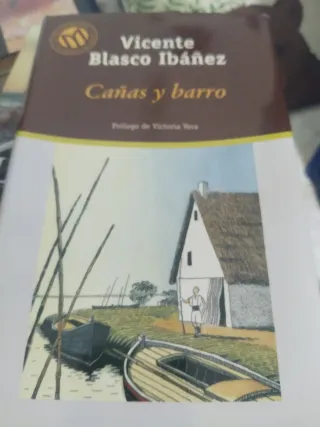 Vicente
Blasco Ibáñez
Cañas y barro
Prólogo de Victoria Vera